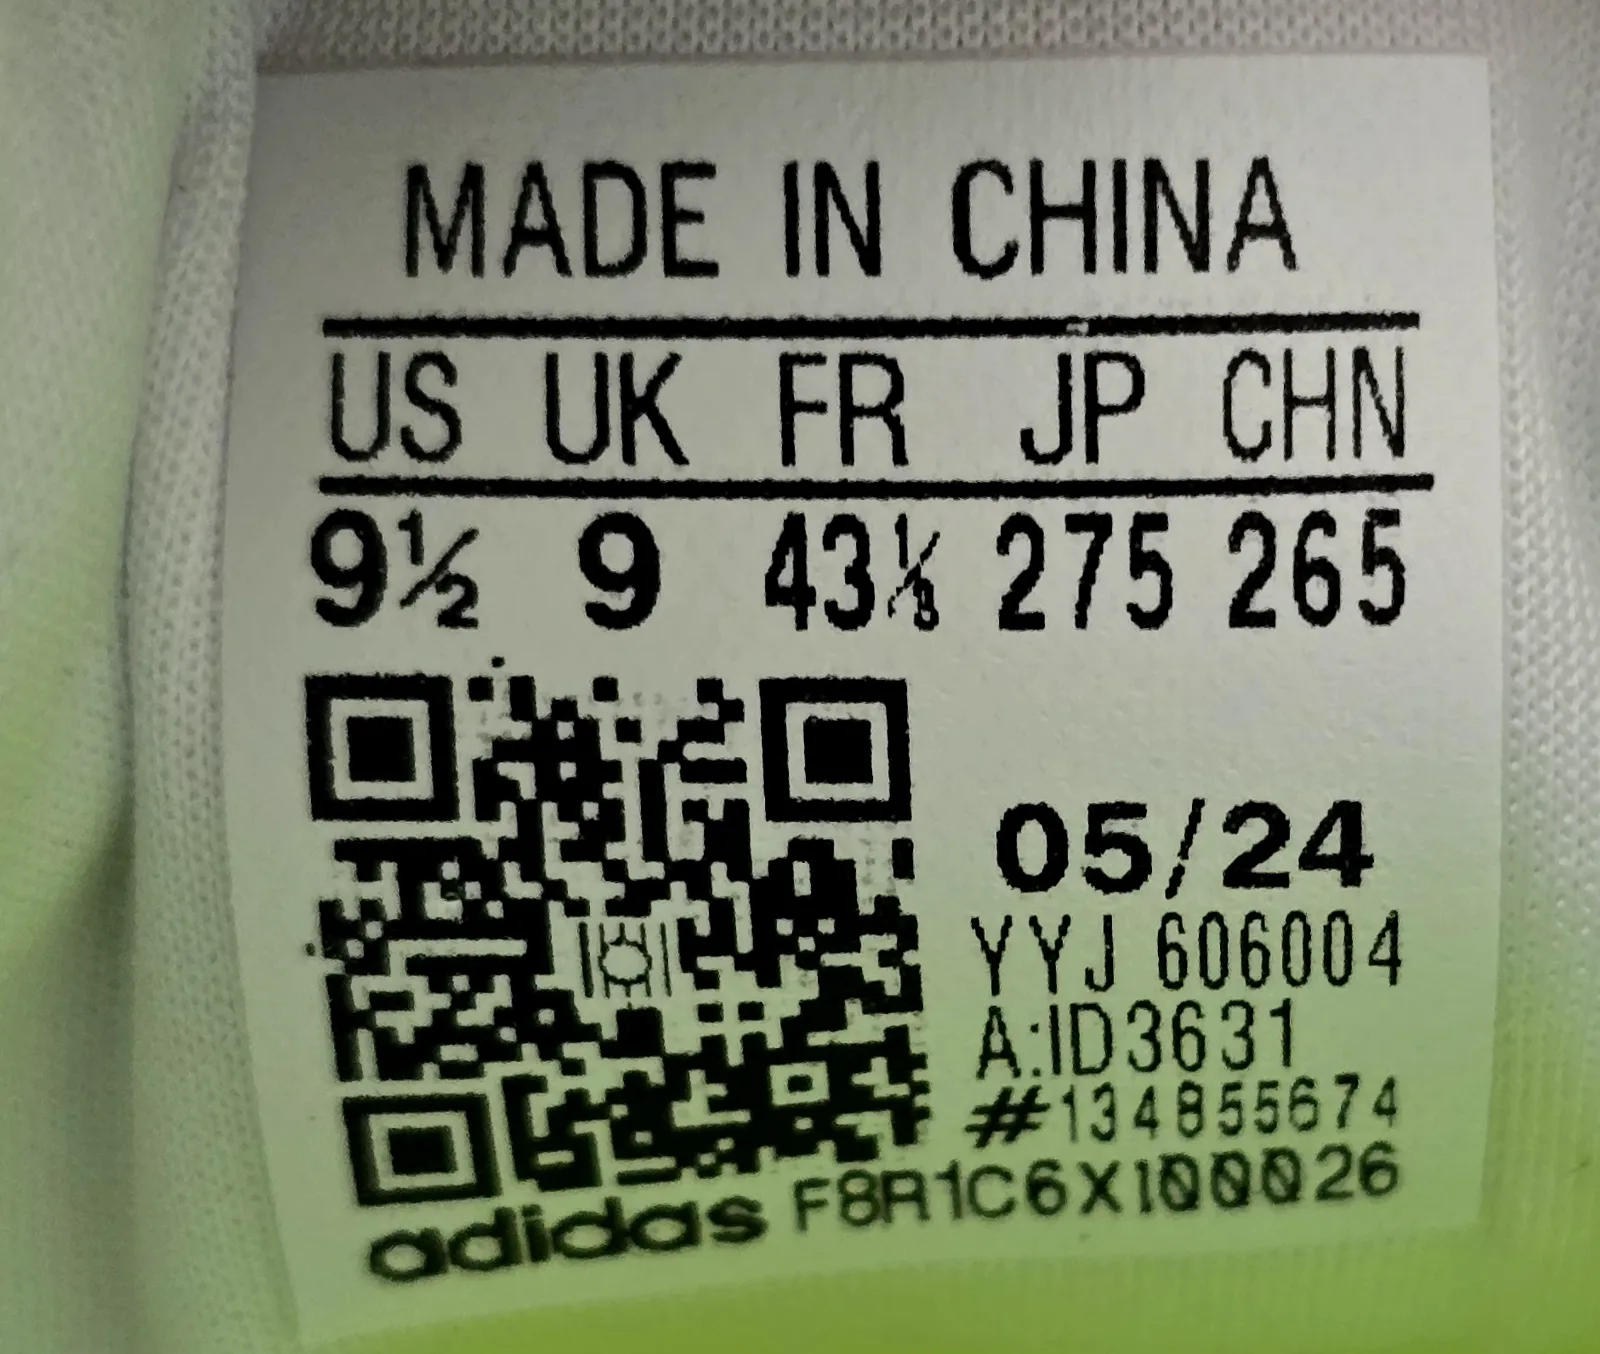 MADE IN CHINA
US UK FR JP CHN
9½ 9 43⅓ 275 265
05/24
YYJ 606004
A:ID3631
#134855674
adidas F8R1C6X100026